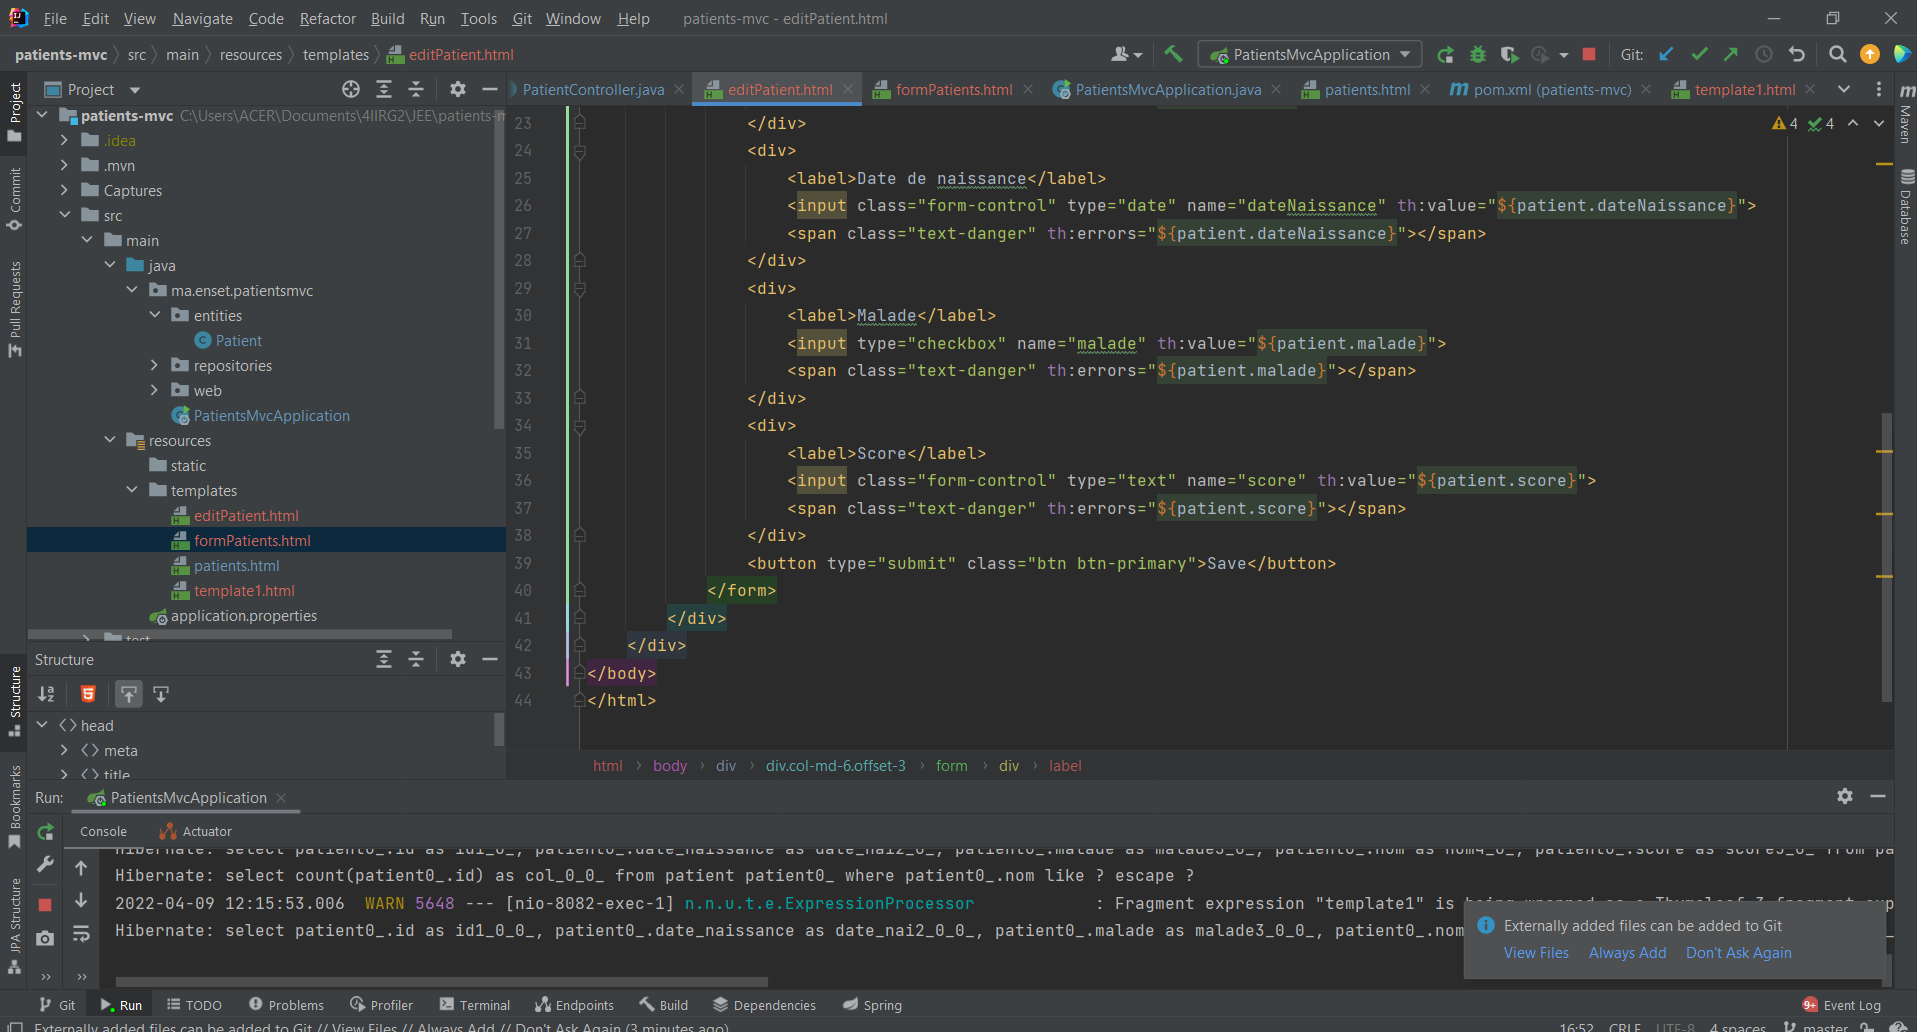 File Edit View Navigate Code Refactor Build Run Tools Git Window Help patients-mvc - editPatient.html
patients-mvc src main resources templates editPatient.html PatientsMvcApplication Git:
Project
PatientController.java editPatient.html formPatients.html PatientsMvcApplication.java patients.html pom.xml (patients-mvc) template1.html
patients-mvc C:\Users\ACER\Documents\4IIRG2\JEE\patients-m
.idea
.mvn
Captures
src
main
java
ma.enset.patientsmvc
entities
Patient
repositories
web
PatientsMvcApplication
resources
static
templates
editPatient.html
formPatients.html
patients.html
template1.html
application.properties
test
4 4
23 </div>
24 <div>
25 <label>Date de naissance</label>
26 <input class="form-control" type="date" name="dateNaissance" th:value="${patient.dateNaissance}">
27 <span class="text-danger" th:errors="${patient.dateNaissance}"></span>
28 </div>
29 <div>
30 <label>Malade</label>
31 <input type="checkbox" name="malade" th:value="${patient.malade}">
32 <span class="text-danger" th:errors="${patient.malade}"></span>
33 </div>
34 <div>
35 <label>Score</label>
36 <input class="form-control" type="text" name="score" th:value="${patient.score}">
37 <span class="text-danger" th:errors="${patient.score}"></span>
38 </div>
39 <button type="submit" class="btn btn-primary">Save</button>
40 </form>
41 </div>
42 </div>
43 </body>
44 </html>
html body div div.col-md-6.offset-3 form div label
Structure
head
meta
title
Project
Commit
Pull Requests
Structure
Bookmarks
JPA Structure
Maven
Database
Run: PatientsMvcApplication
Console Actuator
Hibernate: select patient0_.id as id1_0_, patient0_.date_naissance as date_nai2_0_, patient0_.malade as malade3_0_, patient0_.nom as nom4_0_, patient0_.score as score5_0_ from pa
Hibernate: select count(patient0_.id) as col_0_0_ from patient patient0_ where patient0_.nom like ? escape ?
2022-04-09 12:15:53.006 WARN 5648 --- [nio-8082-exec-1] n.n.u.t.e.ExpressionProcessor : Fragment expression "template1" is being wrapped as a Thymeleaf 3 fragment exp
Hibernate: select patient0_.id as id1_0_0_, patient0_.date_naissance as date_nai2_0_0_, patient0_.malade as malade3_0_0_, patient0_.nom
Externally added files can be added to Git
View Files Always Add Don't Ask Again
Git Run TODO Problems Profiler Terminal Endpoints Build Dependencies Spring 9+ Event Log
Externally added files can be added to Git // View Files // Always Add // Don't Ask Again (3 minutes ago) 16:52 CRLF UTF-8 4 spaces master